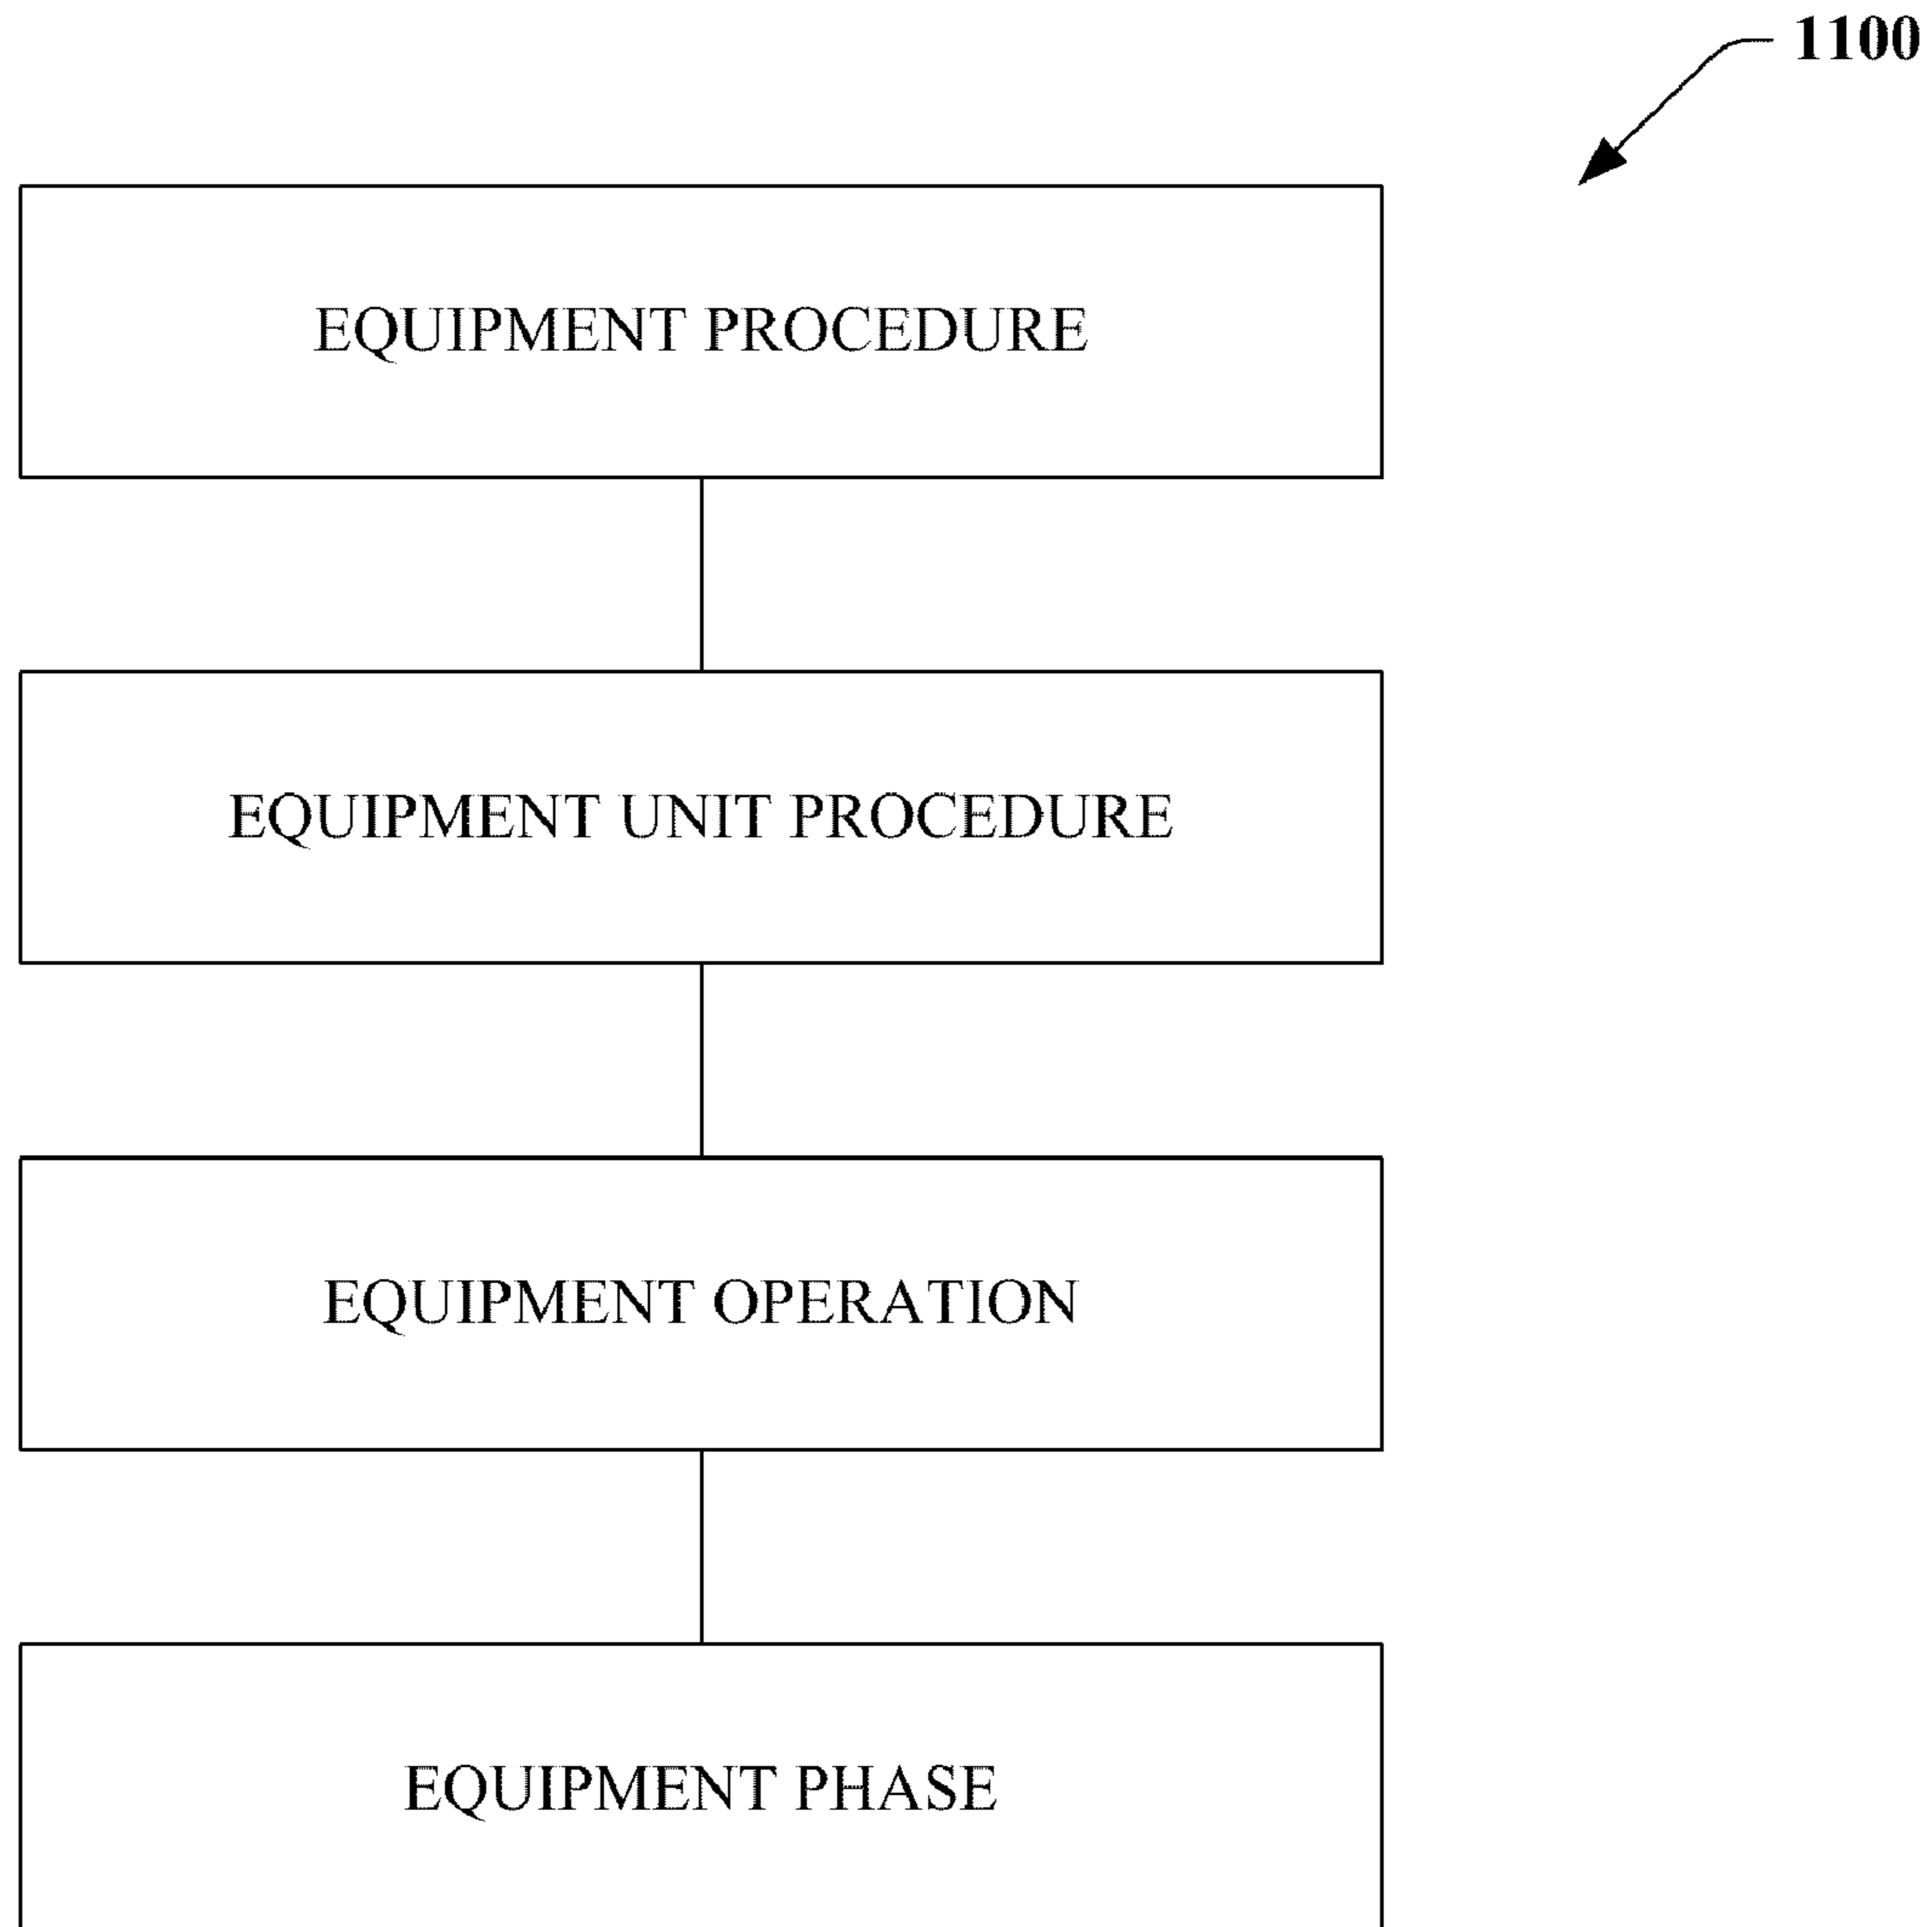 1100
EQUIPMENT PROCEDURE
EQUIPMENT UNIT PROCEDURE
EQUIPMENT OPERATION
EQUIPMENT PHASE